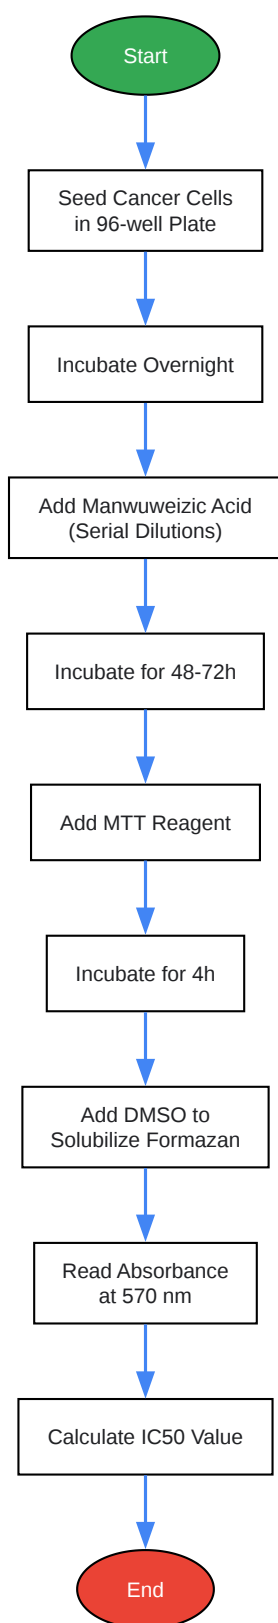 Start
Seed Cancer Cells
in 96-well Plate
Incubate Overnight
Add Manwuweizic Acid
(Serial Dilutions)
Incubate for 48-72h
Add MTT Reagent
Incubate for 4h
Add DMSO to
Solubilize Formazan
Read Absorbance
at 570 nm
Calculate IC50 Value
End